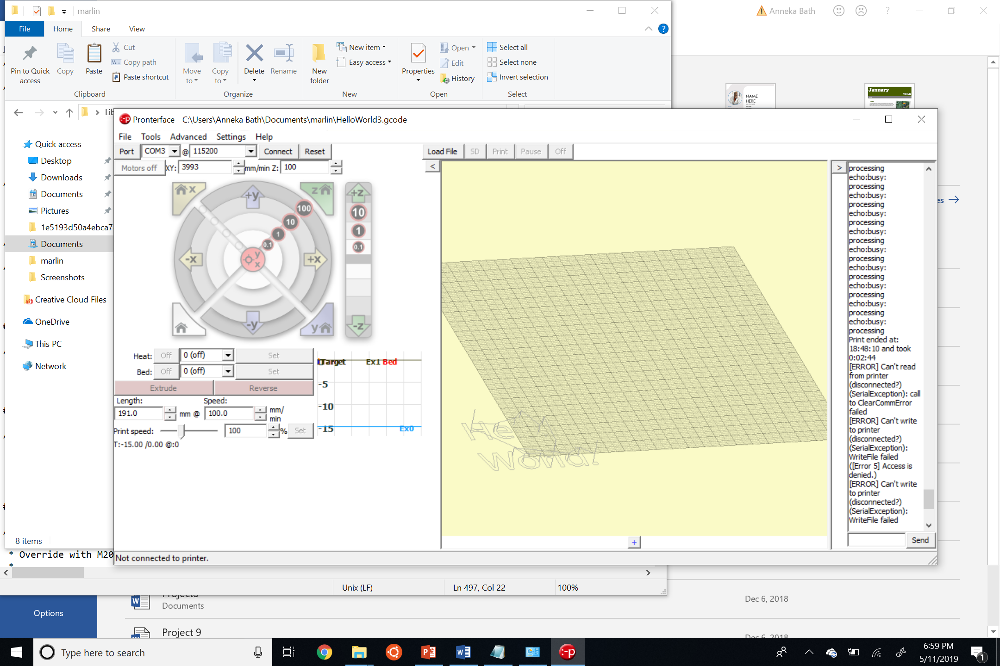 marlin
Anneka Bath
?
File
Home
Share
View
?
Pin to Quick access
Copy
Paste
Cut
Copy path
Paste shortcut
Clipboard
Move to
Copy to
Delete
Rename
Organize
New folder
New item
Easy access
New
Properties
Open
Edit
History
Open
Select all
Select none
Invert selection
Select
NAME
HERE
January
YEAR
Pronterface - C:\Users\Anneka Bath\Documents\marlin\HelloWorld3.gcode
File
Tools
Advanced
Settings
Help
Port
COM3
@
115200
Connect
Reset
Load File
SD
Print
Pause
Off
Motors off
XY:
3993
mm/min Z:
100
<
>
Quick access
Desktop
Downloads
Documents
Pictures
1e5193d50a4ebca7
Documents
marlin
Screenshots
Creative Cloud Files
OneDrive
This PC
Network
8 items
x
+y
z
100
10
1
0.1
-x
y
x
+x
-y
y
+z
10
1
0.1
-z
Heat:
Off
0 (off)
Set
Bed:
Off
0 (off)
Set
Extrude
Reverse
Length:
Speed:
191.0
mm @
100.0
mm/
min
Print speed:
100
%
Set
T:-15.00 /0.00 @:0
Target
Ex1
Bed
-5
-10
-15
Ex0
World!
processing
echo:busy:
processing
echo:busy:
processing
echo:busy:
processing
echo:busy:
processing
echo:busy:
processing
echo:busy:
processing
echo:busy:
processing
echo:busy:
processing
echo:busy:
processing
Print ended at:
18:48:10 and took
0:02:44
[ERROR] Can't read
from printer
(disconnected?)
(SerialException): call
to ClearCommError
failed
[ERROR] Can't write
to printer
(disconnected?)
(SerialException):
WriteFile failed
([Error 5] Access is
denied.)
[ERROR] Can't write
to printer
(disconnected?)
(SerialException):
WriteFile failed
Send
+
Not connected to printer.
* Override with M20
*
Unix (LF)
Ln 497, Col 22
100%
Options
Documents
Dec 6, 2018
Project 9
Dec 6, 2018
Type here to search
6:59 PM
5/11/2019
1